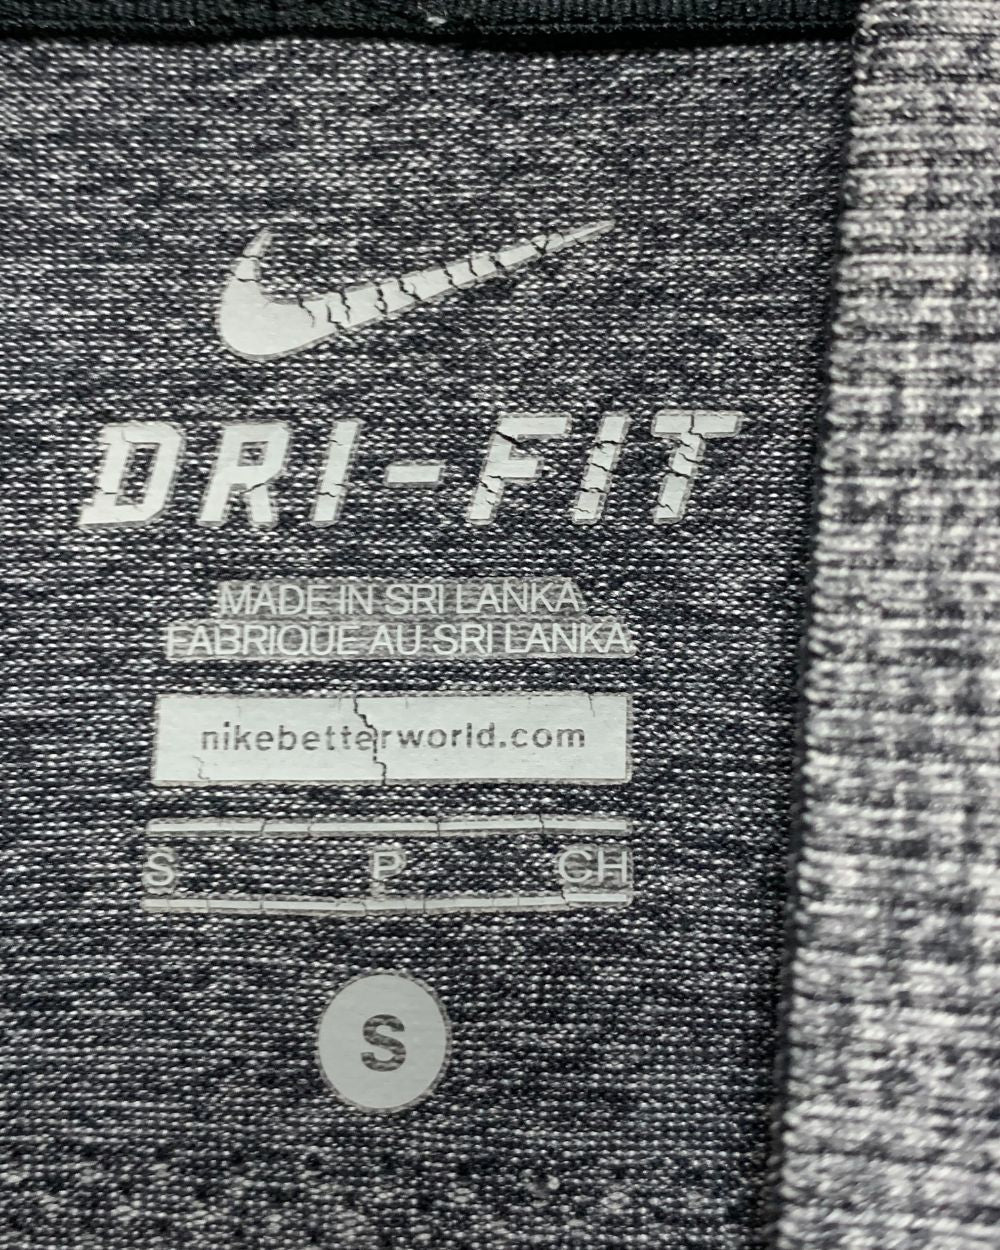 DRI-FIT
MADE IN SRI LANKA
FABRIQUE AU SRI LANKA
nikebetterworld.com
S P CH
S